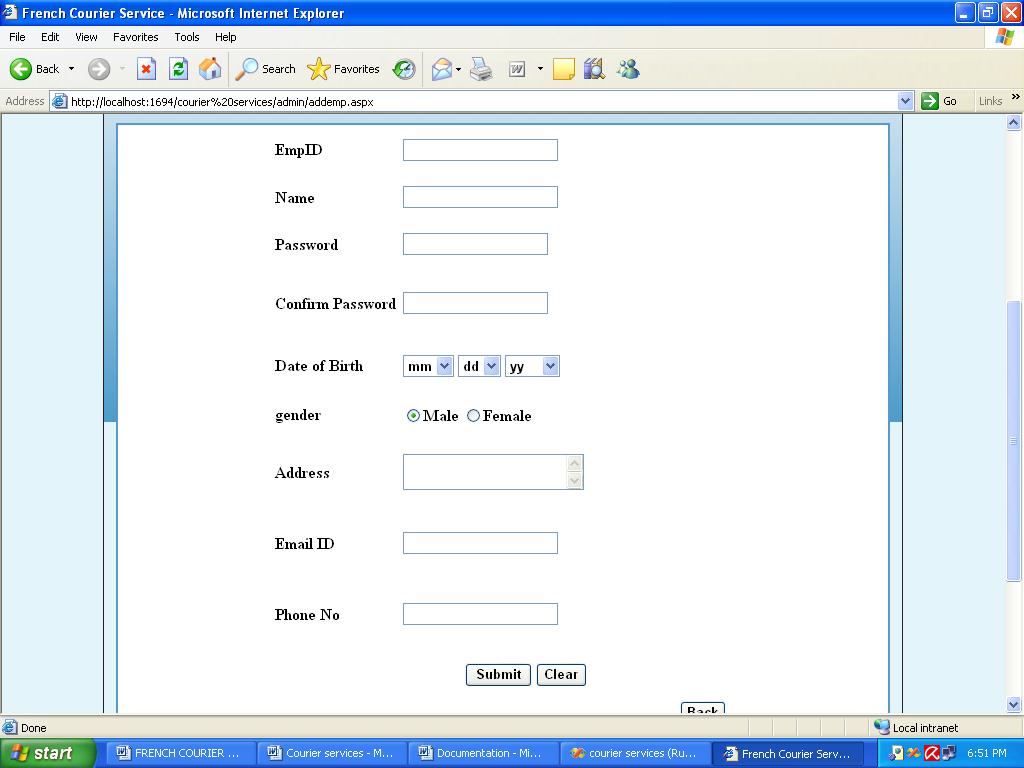 French Courier Service - Microsoft Internet Explorer
File Edit View Favorites Tools Help
Back Search Favorites
Address http://localhost:1694/courier%20services/admin/addemp.aspx Go Links »
EmpID
Name
Password
Confirm Password
Date of Birth mm dd yy
gender Male Female
Address
Email ID
Phone No
Submit Clear
Back
Done Local intranet
start FRENCH COURIER ... Courier services - M... Documentation - Mi... courier services (Ru... French Courier Serv... 6:51 PM